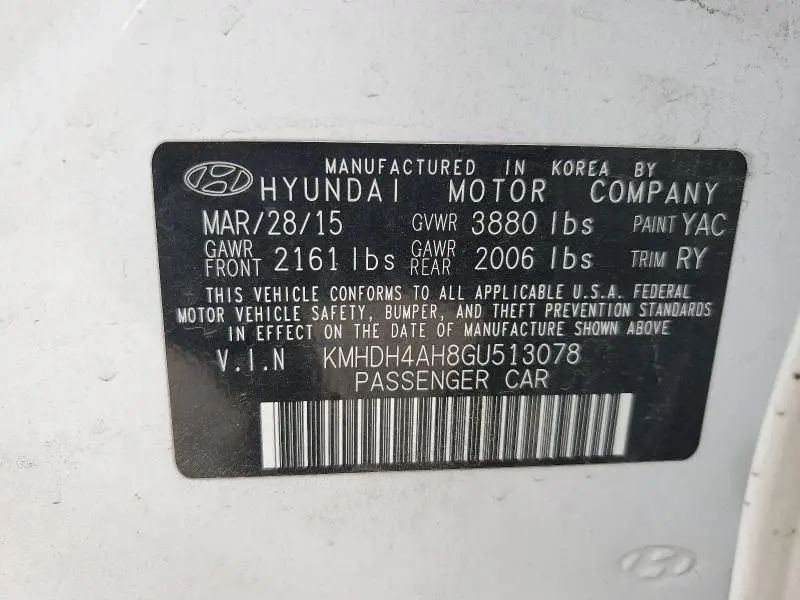 MANUFACTURED IN KOREA BY
HYUNDAI MOTOR COMPANY
MAR/28/15 GVWR 3880 lbs PAINT YAC
GAWR FRONT 2161 lbs GAWR REAR 2006 lbs TRIM RY
THIS VEHICLE CONFORMS TO ALL APPLICABLE U.S.A. FEDERAL
MOTOR VEHICLE SAFETY, BUMPER, AND THEFT PREVENTION STANDARDS
IN EFFECT ON THE DATE OF MANUFACTURE SHOWN ABOVE
V.I.N KMHDH4AH8GU513078
PASSENGER CAR